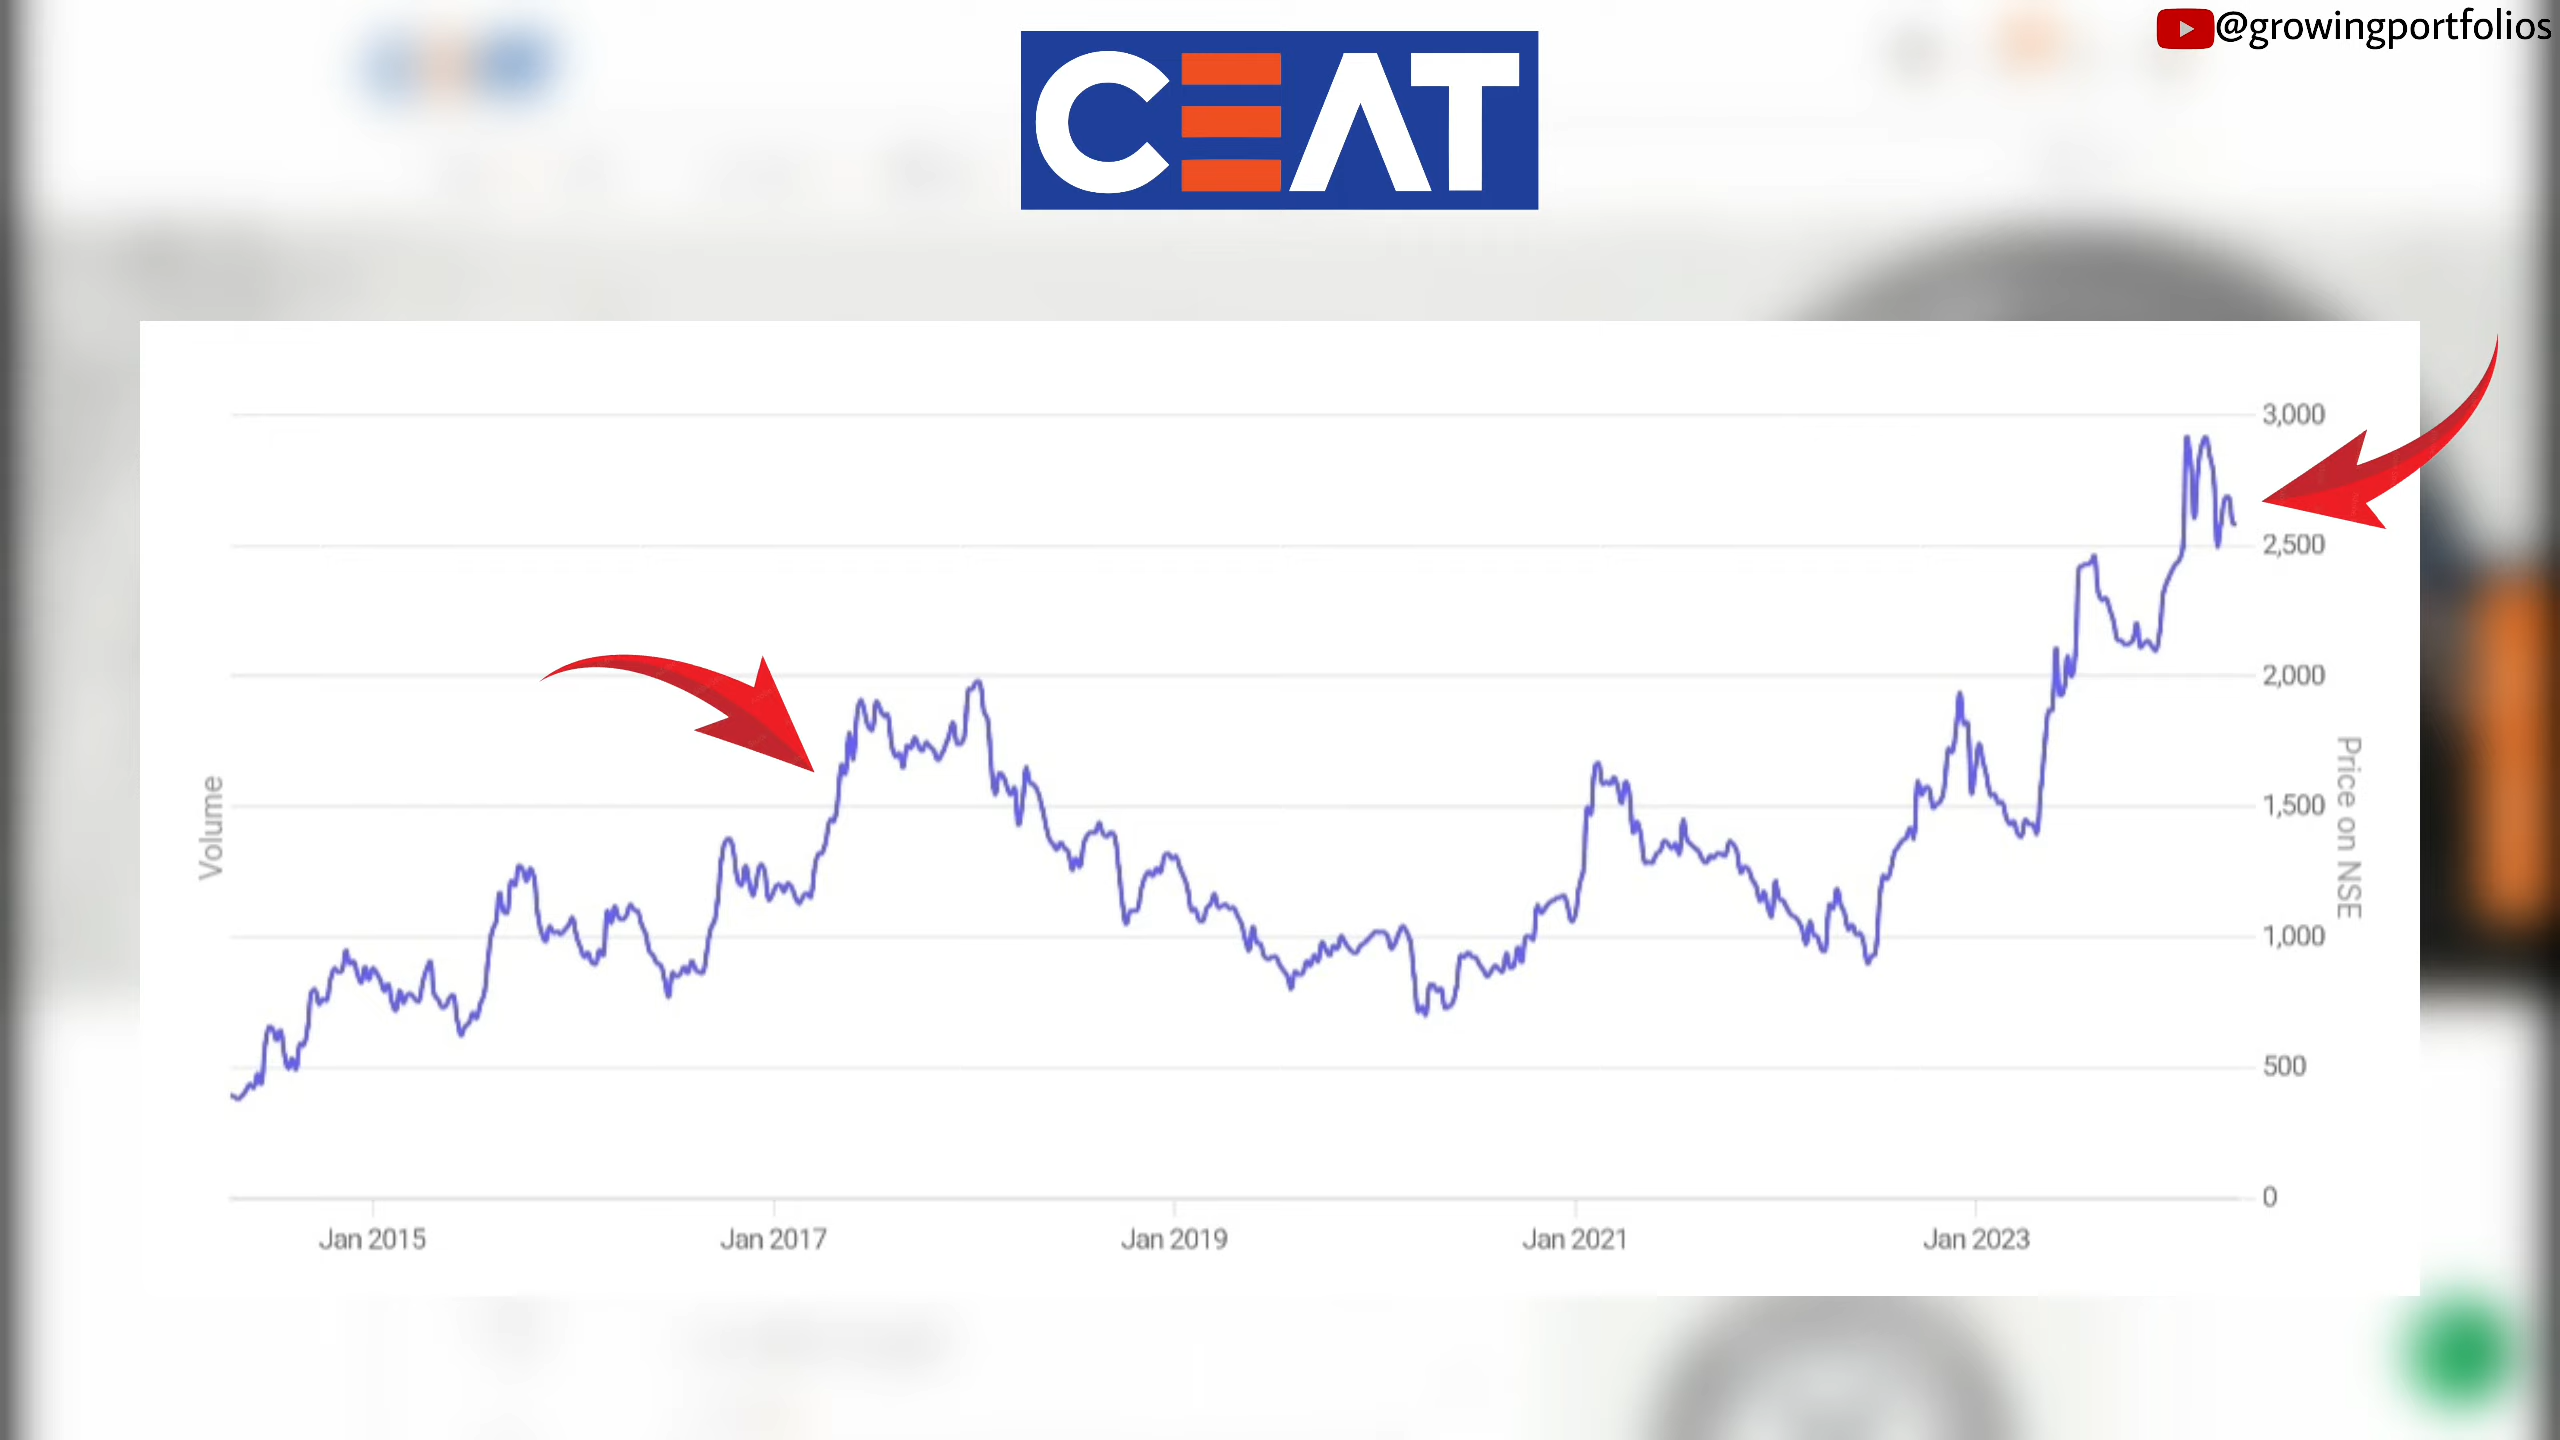 @growingportfolios
CEAT
3,000
2,500
2,000
1,500
1,000
500
0
Volume
Price on NSE
Jan 2015
Jan 2017
Jan 2019
Jan 2021
Jan 2023